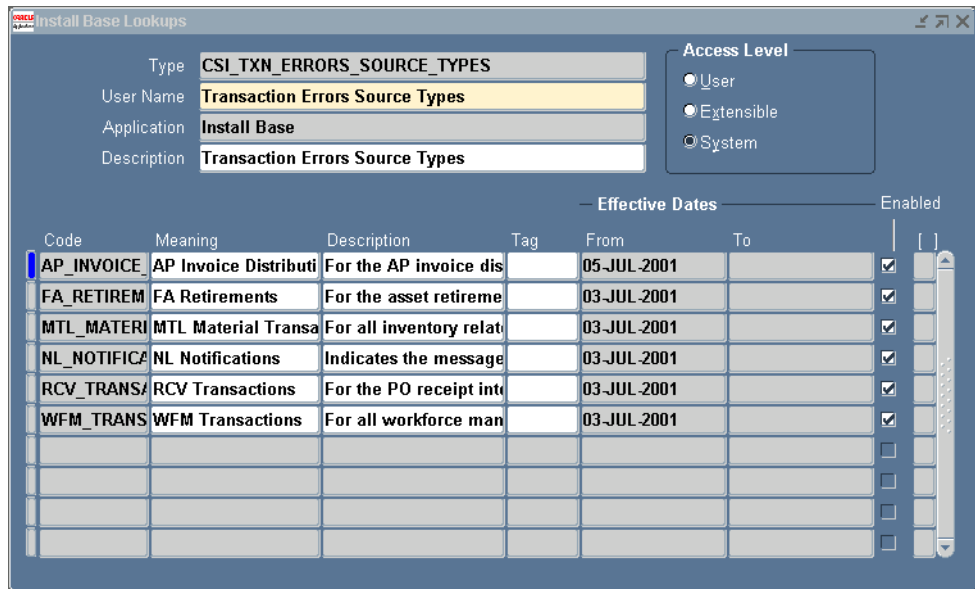 Install Base Lookups
Type CSI_TXN_ERRORS_SOURCE_TYPES
User Name Transaction Errors Source Types
Application Install Base
Description Transaction Errors Source Types
Access Level
User
Extensible
System
Effective Dates Enabled
Code Meaning Description Tag From To [ ]
AP_INVOICE_ AP Invoice Distributi For the AP invoice dis 05-JUL-2001
FA_RETIREM FA Retirements For the asset retireme 03-JUL-2001
MTL_MATERI MTL Material Transa For all inventory relat 03-JUL-2001
NL_NOTIFICA NL Notifications Indicates the message 03-JUL-2001
RCV_TRANSA RCV Transactions For the PO receipt inte 03-JUL-2001
WFM_TRANS WFM Transactions For all workforce man 03-JUL-2001